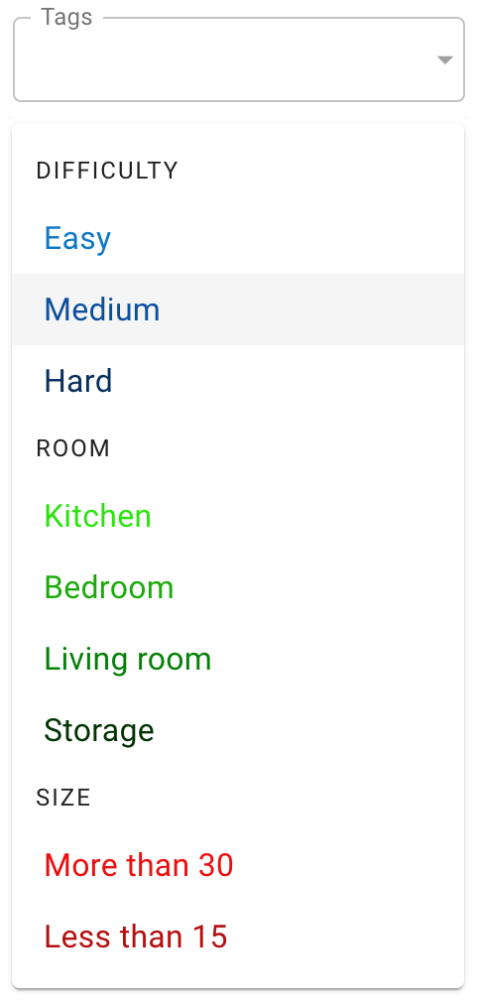 Tags
DIFFICULTY
Easy
Medium
Hard
ROOM
Kitchen
Bedroom
Living room
Storage
SIZE
More than 30
Less than 15